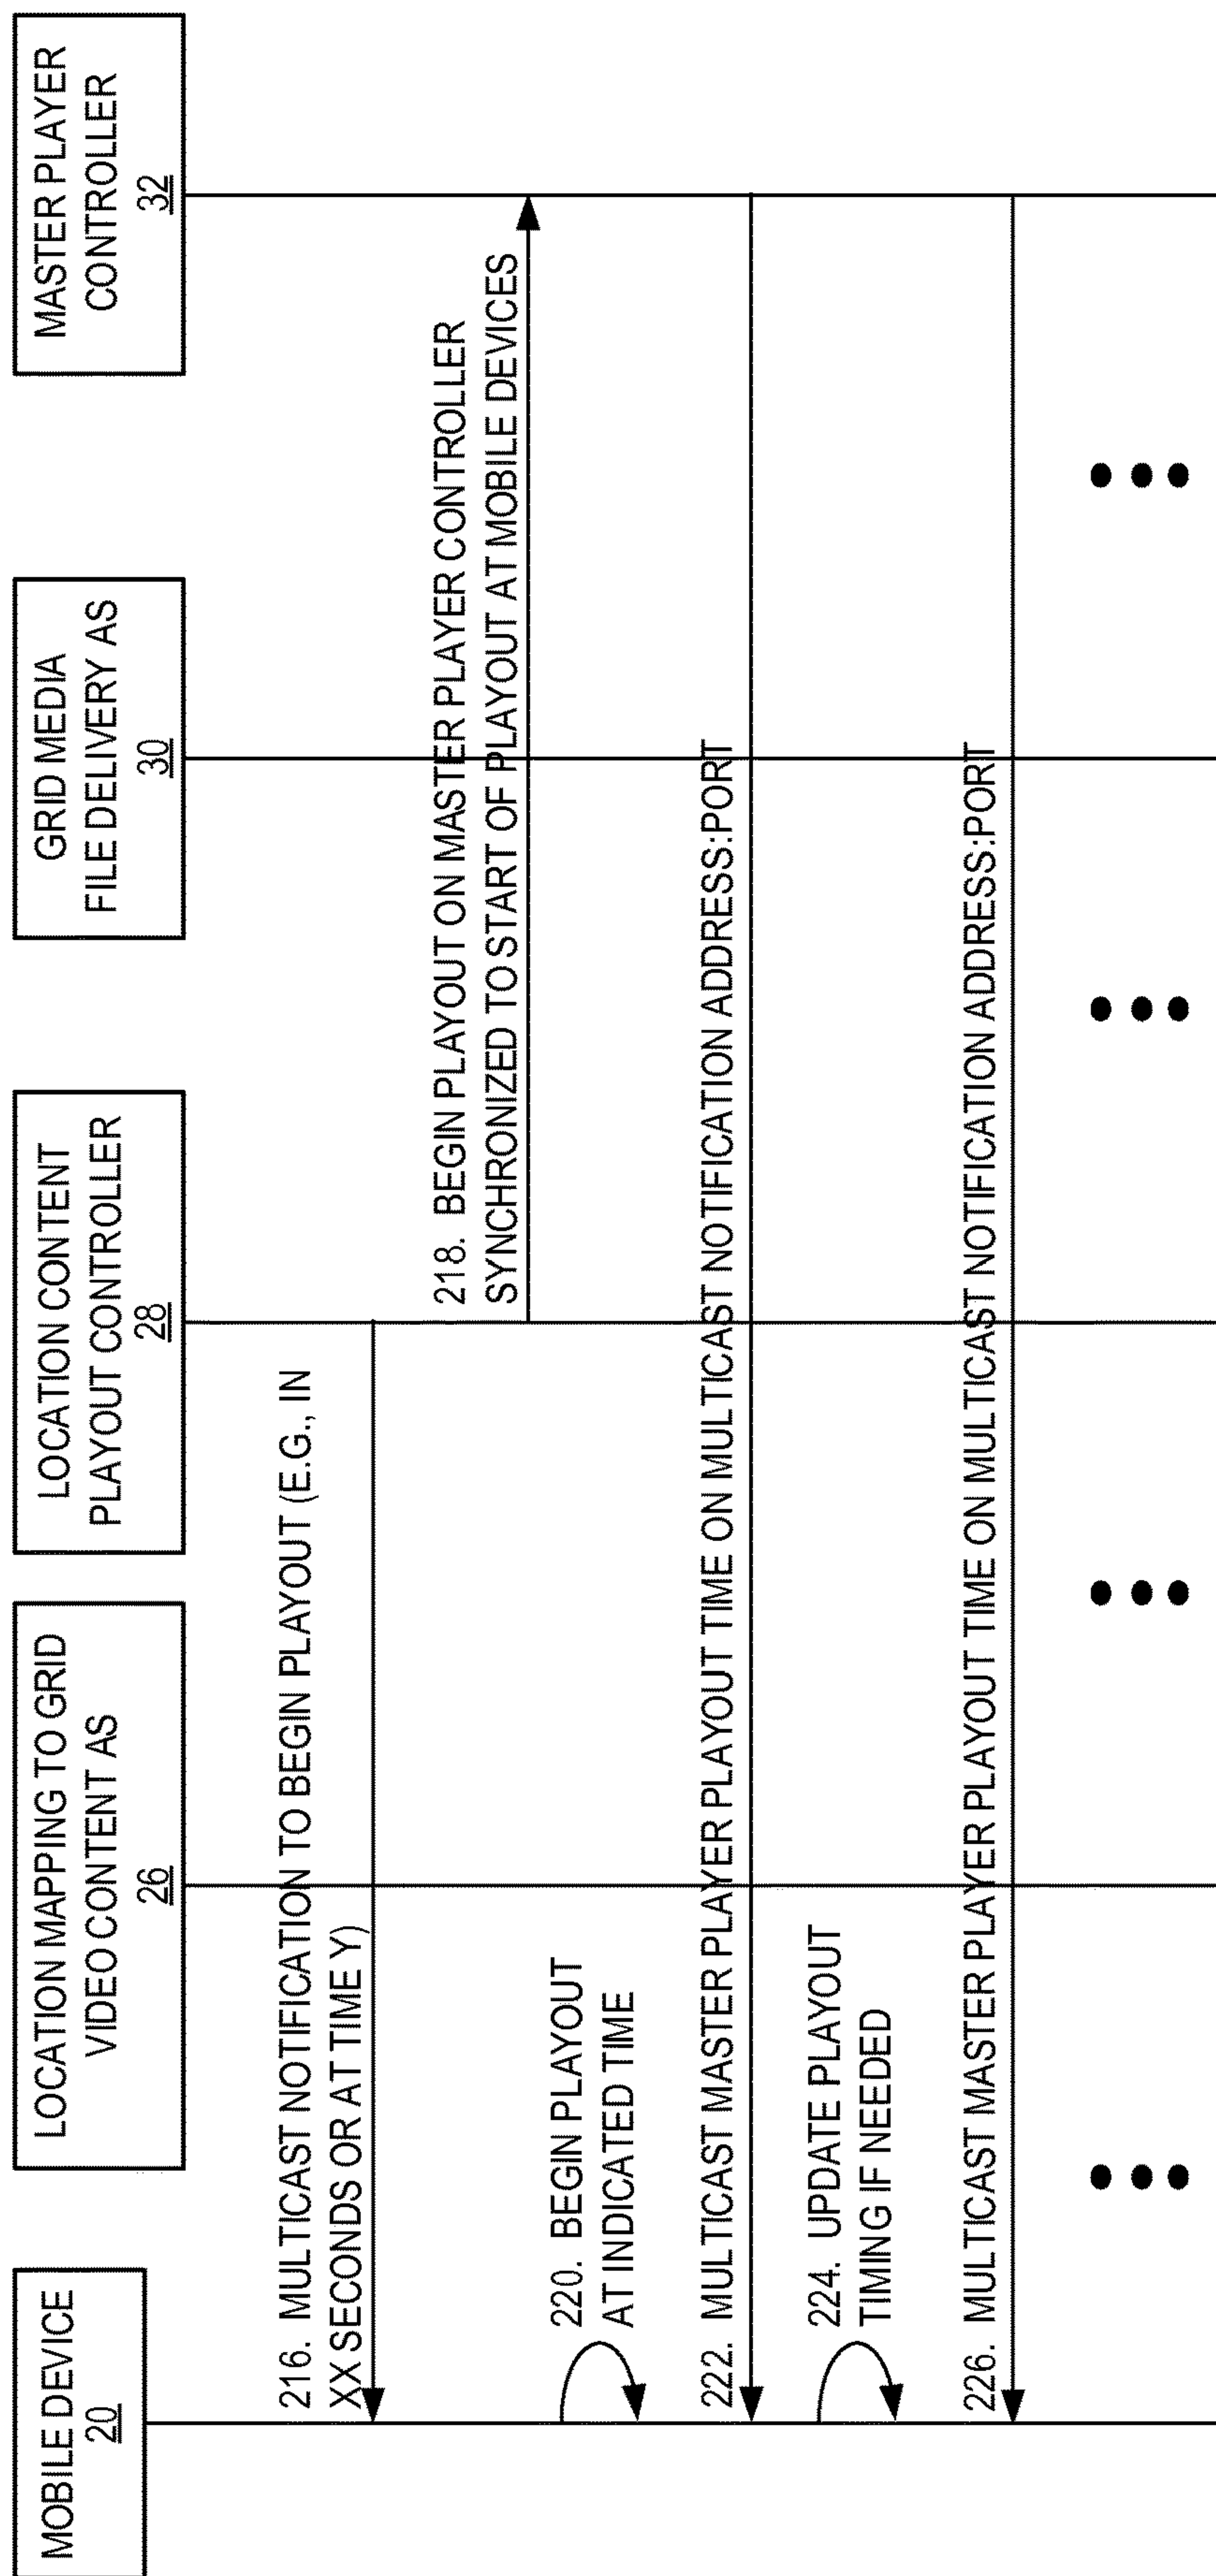 MOBILE DEVICE
20
LOCATION MAPPING TO GRID
VIDEO CONTENT AS
26
LOCATION CONTENT
PLAYOUT CONTROLLER
28
GRID MEDIA
FILE DELIVERY AS
30
MASTER PLAYER
CONTROLLER
32
216. MULTICAST NOTIFICATION TO BEGIN PLAYOUT (E.G., IN
XX SECONDS OR AT TIME Y)
218. BEGIN PLAYOUT ON MASTER PLAYER CONTROLLER
SYNCHRONIZED TO START OF PLAYOUT AT MOBILE DEVICES
220. BEGIN PLAYOUT
AT INDICATED TIME
222. MULTICAST MASTER PLAYER PLAYOUT TIME ON MULTICAST NOTIFICATION ADDRESS:PORT
224. UPDATE PLAYOUT
TIMING IF NEEDED
226. MULTICAST MASTER PLAYER PLAYOUT TIME ON MULTICAST NOTIFICATION ADDRESS:PORT